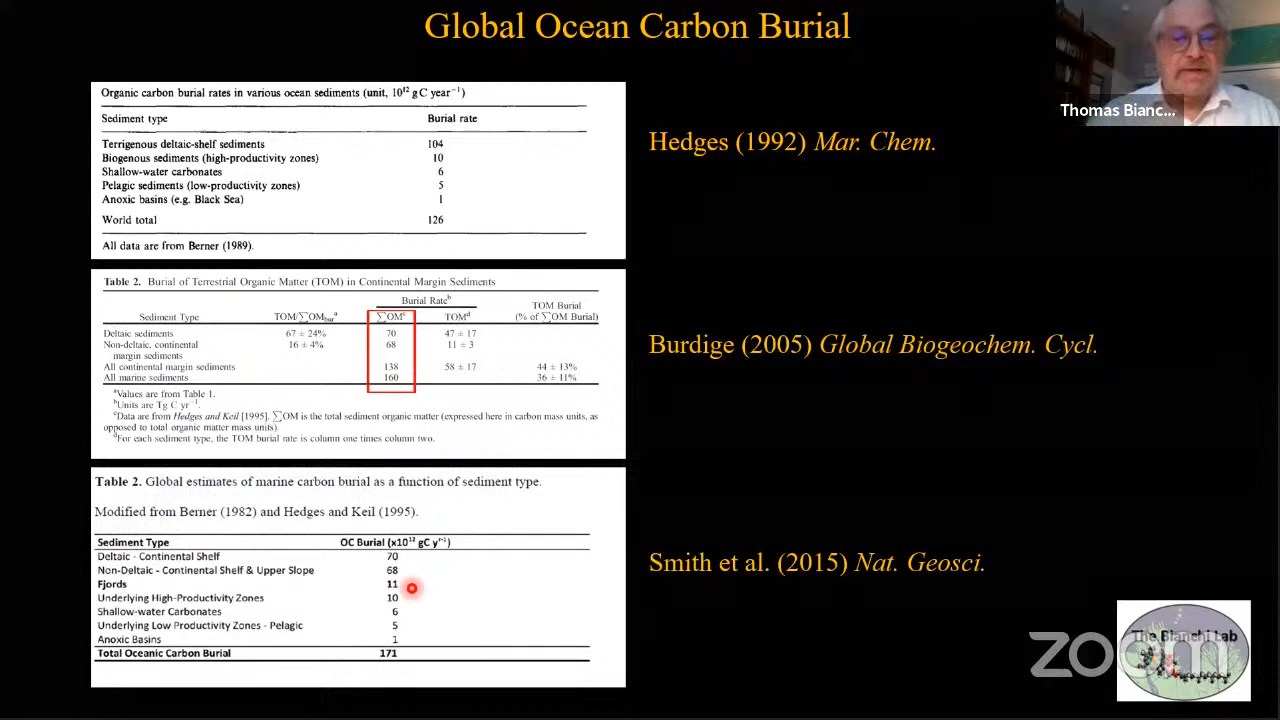 Global Ocean Carbon Burial
Thomas Bianc...
Organic carbon burial rates in various ocean sediments (unit, 10¹² g C year⁻¹)
Sediment type Burial rate
Terrigenous deltaic-shelf sediments 104
Biogenous sediments (high-productivity zones) 10
Shallow-water carbonates 6
Pelagic sediments (low-productivity zones) 5
Anoxic basins (e.g. Black Sea) 1
World total 126
All data are from Berner (1989).
Hedges (1992) Mar. Chem.
Table 2. Burial of Terrestrial Organic Matter (TOM) in Continental Margin Sediments
Burial Rateᵇ
TOM Burial
Sediment Type TOM/∑OMburᵃ ∑OMᶜ TOMᵈ (% of ∑OM Burial)
Deltaic sediments 67 ± 24% 70 47 ± 17
Non-deltaic, continental 16 ± 4% 68 11 ± 3
margin sediments
All continental margin sediments 138 58 ± 17 44 ± 13%
All marine sediments 160 36 ± 11%
ᵃValues are from Table 1.
ᵇUnits are Tg C yr⁻¹.
ᶜData are from Hedges and Keil [1995]. ∑OM is the total sediment organic matter (expressed here in carbon mass units, as
opposed to total organic matter mass units).
ᵈFor each sediment type, the TOM burial rate is column one times column two.
Burdige (2005) Global Biogeochem. Cycl.
Table 2. Global estimates of marine carbon burial as a function of sediment type.
Modified from Berner (1982) and Hedges and Keil (1995).
Sediment Type OC Burial (x10¹² gC y⁻¹)
Deltaic - Continental Shelf 70
Non-Deltaic - Continental Shelf & Upper Slope 68
Fjords 11
Underlying High-Productivity Zones 10
Shallow-water Carbonates 6
Underlying Low Productivity Zones - Pelagic 5
Anoxic Basins 1
Total Oceanic Carbon Burial 171
Smith et al. (2015) Nat. Geosci.
The Bianchi Lab
zoom